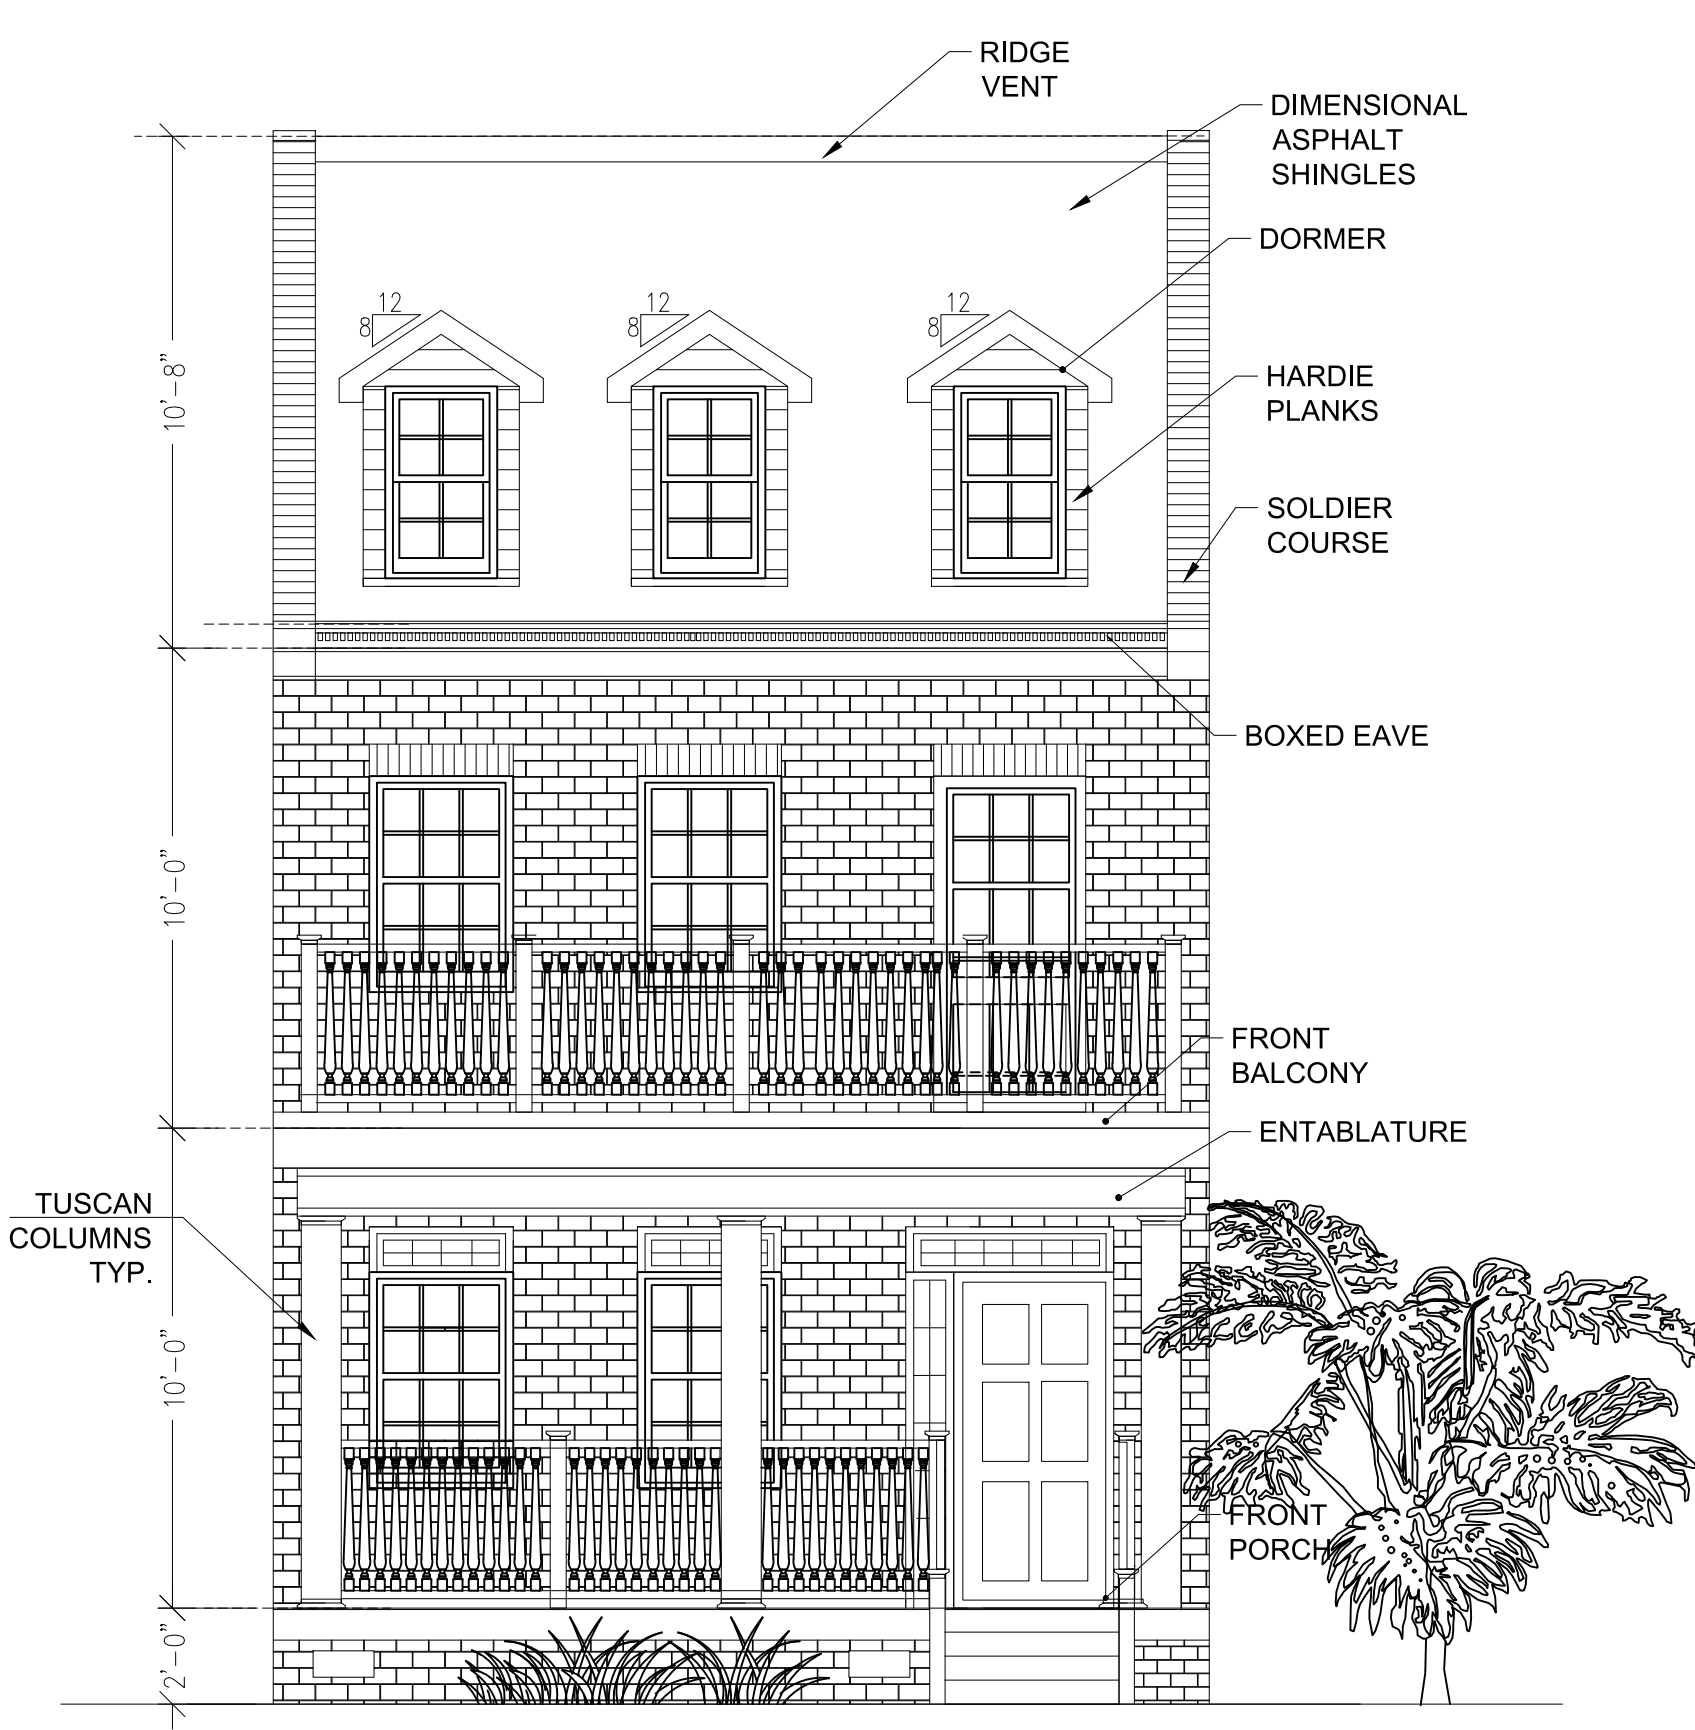 RIDGE
VENT
DIMENSIONAL
ASPHALT
SHINGLES
DORMER
12
8
12
8
12
8
10'-8"
HARDIE
PLANKS
SOLDIER
COURSE
BOXED EAVE
10'-0"
FRONT
BALCONY
ENTABLATURE
TUSCAN
COLUMNS
TYP.
10'-0"
FRONT
PORCH
2'-0"